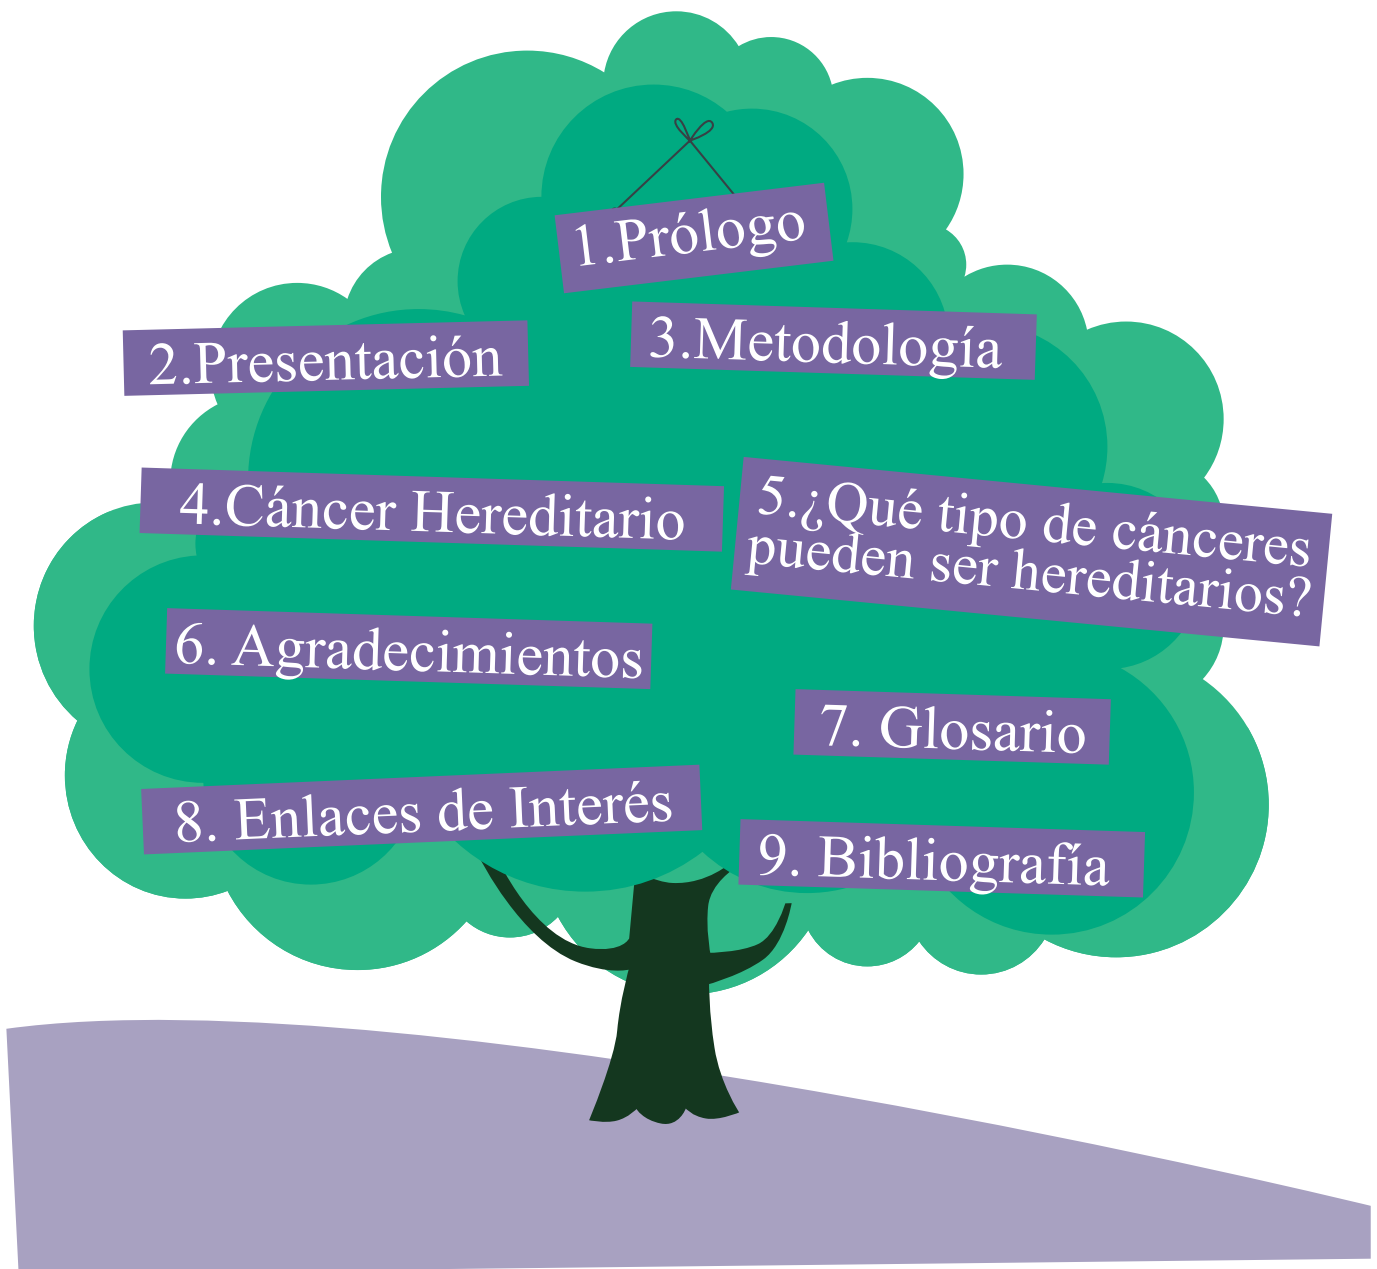 1.Prólogo
2.Presentación
3.Metodología
4.Cáncer Hereditario
5.¿Qué tipo de cánceres
pueden ser hereditarios?
6. Agradecimientos
7. Glosario
8. Enlaces de Interés
9. Bibliografía